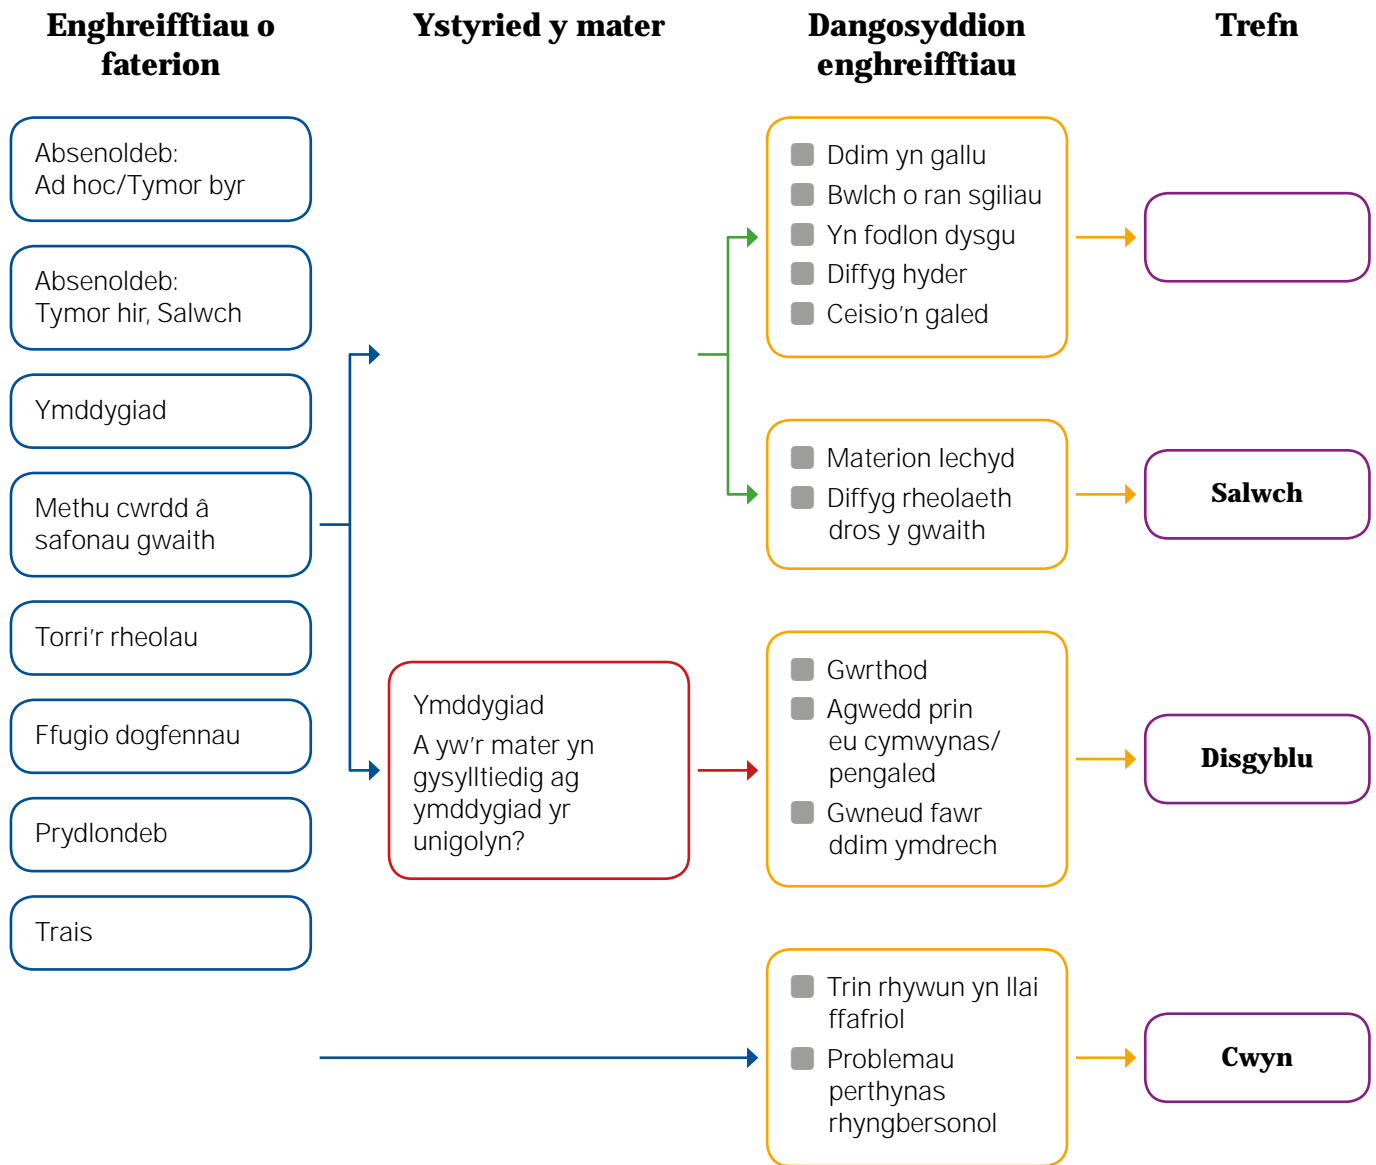 Enghreifftiau o
faterion
Ystyried y mater
Dangosyddion
enghreifftiau
Trefn
Absenoldeb:
Ad hoc/Tymor byr
Absenoldeb:
Tymor hir, Salwch
Ymddygiad
Methu cwrdd â
safonau gwaith
Torri'r rheolau
Ffugio dogfennau
Prydlondeb
Trais
Ymddygiad
A yw'r mater yn
gysylltiedig ag
ymddygiad yr
unigolyn?
Ddim yn gallu
Bwlch o ran sgiliau
Yn fodlon dysgu
Diffyg hyder
Ceisio'n galed
Materion Iechyd
Diffyg rheolaeth
dros y gwaith
Salwch
Gwrthod
Agwedd prin
eu cymwynas/
pengaled
Gwneud fawr
ddim ymdrech
Disgyblu
Trin rhywun yn llai
ffafriol
Problemau
perthynas
rhyngbersonol
Cwyn